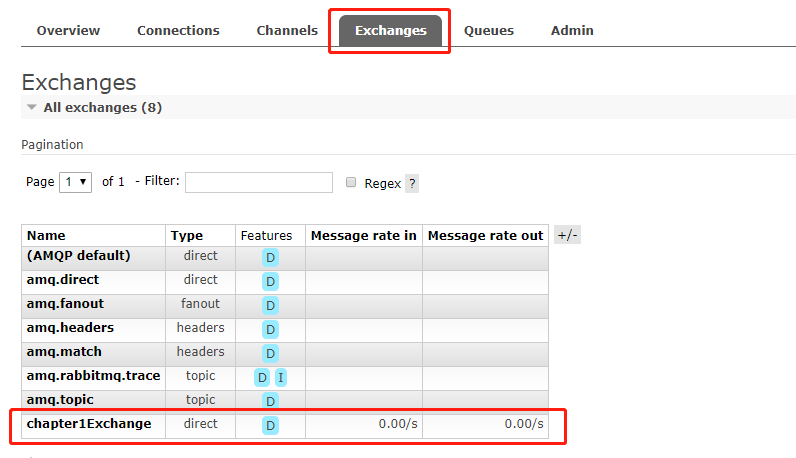 Overview Connections Channels Exchanges Queues Admin
Exchanges
All exchanges (8)
Pagination
Page 1 of 1 - Filter: Regex ?
Name Type Features Message rate in Message rate out +/-
(AMQP default) direct D
amq.direct direct D
amq.fanout fanout D
amq.headers headers D
amq.match headers D
amq.rabbitmq.trace topic D I
amq.topic topic D
chapter1Exchange direct D 0.00/s 0.00/s